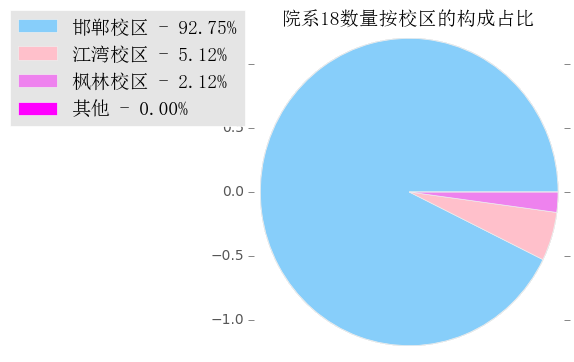 院系18数量按校区的构成占比
邯郸校区 - 92.75%
江湾校区 - 5.12%
枫林校区 - 2.12%
其他 - 0.00%
0.0
−0.5
−1.0